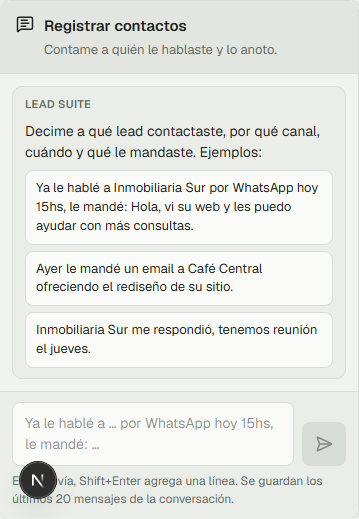 Registrar contactos
Contame a quién le hablaste y lo anoto.
LEAD SUITE
Decime a qué lead contactaste, por qué canal,
cuándo y qué le mandaste. Ejemplos:
Ya le hablé a Inmobiliaria Sur por WhatsApp hoy
15hs, le mandé: Hola, vi su web y les puedo
ayudar con más consultas.
Ayer le mandé un email a Café Central
ofreciendo el rediseño de su sitio.
Inmobiliaria Sur me respondió, tenemos reunión
el jueves.
Ya le hablé a … por WhatsApp hoy 15hs,
le mandé: …
N
vía, Shift+Enter agrega una línea. Se guardan los
últimos 20 mensajes de la conversación.